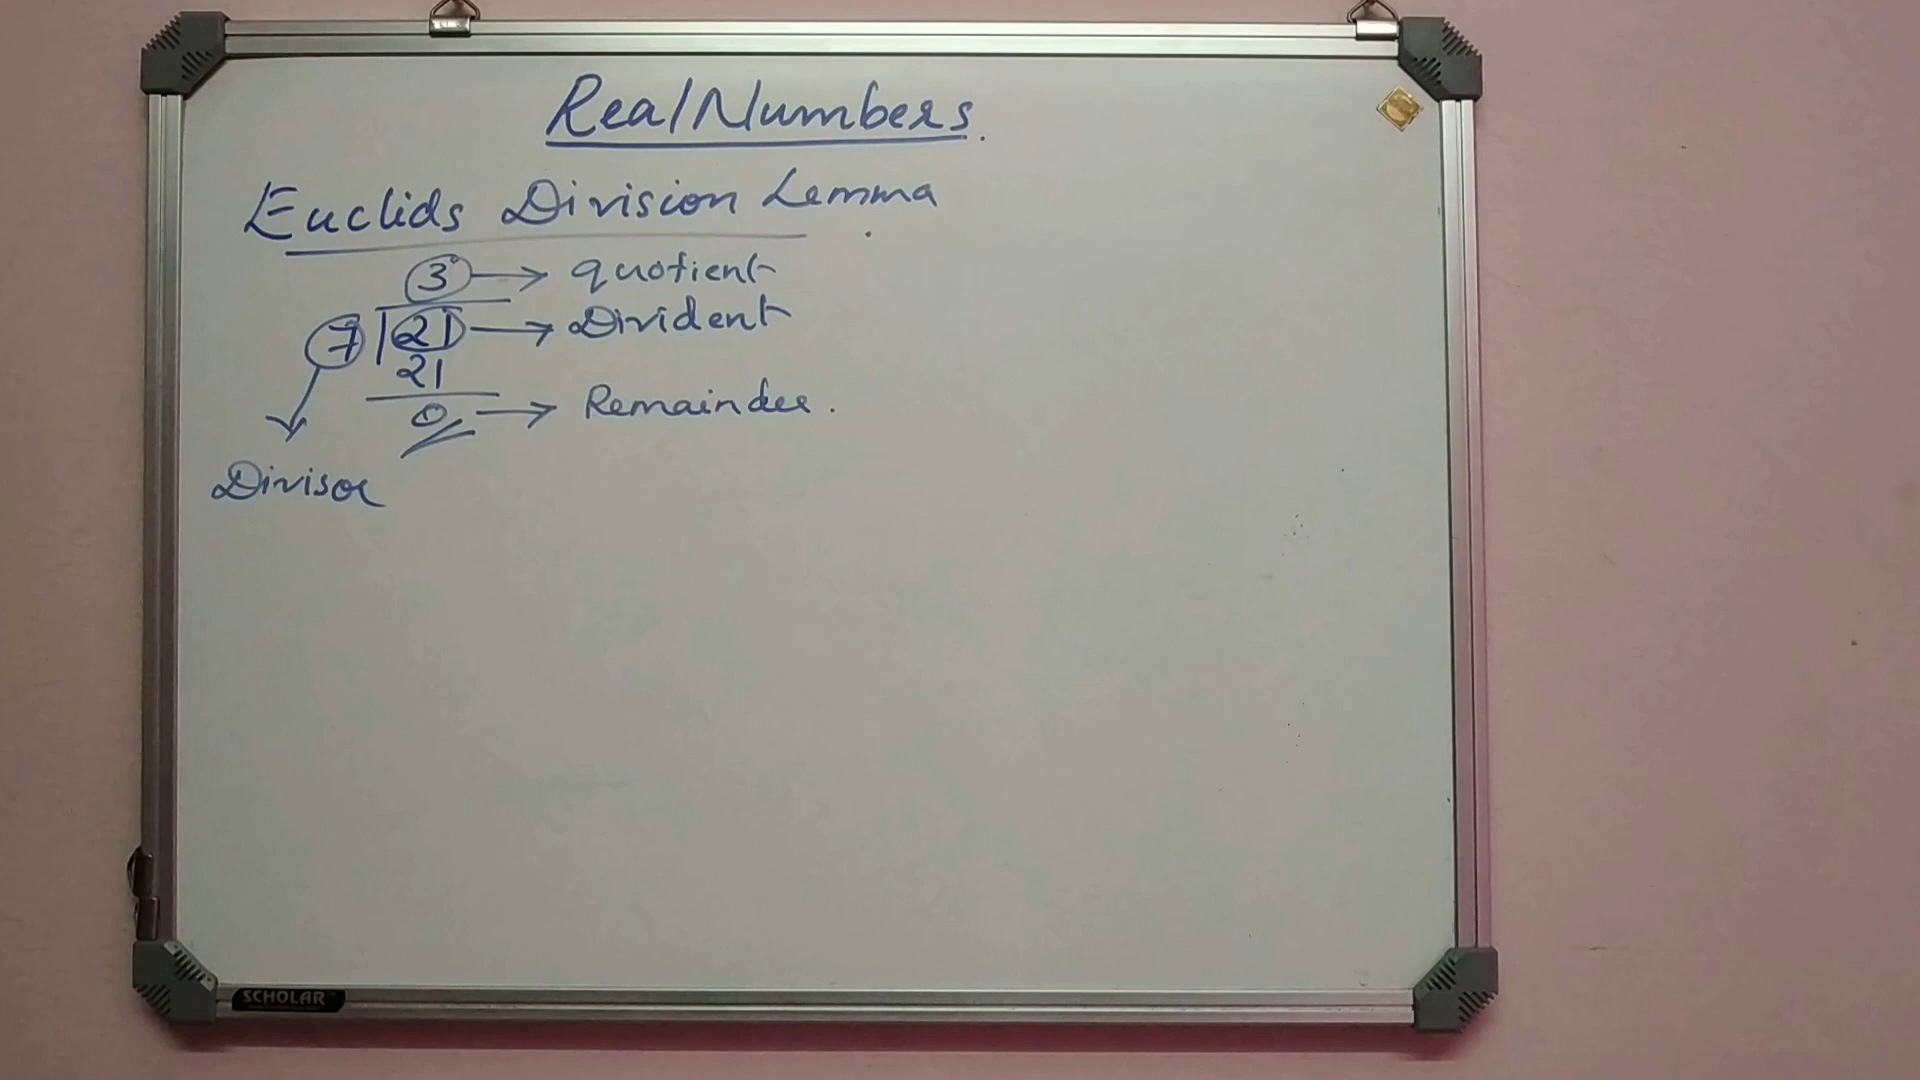 Real Numbers.
Euclids Division Lemma
3 → quotient
7 21 → Divident
21
0 → Remainder.
Divisor
SCHOLAR